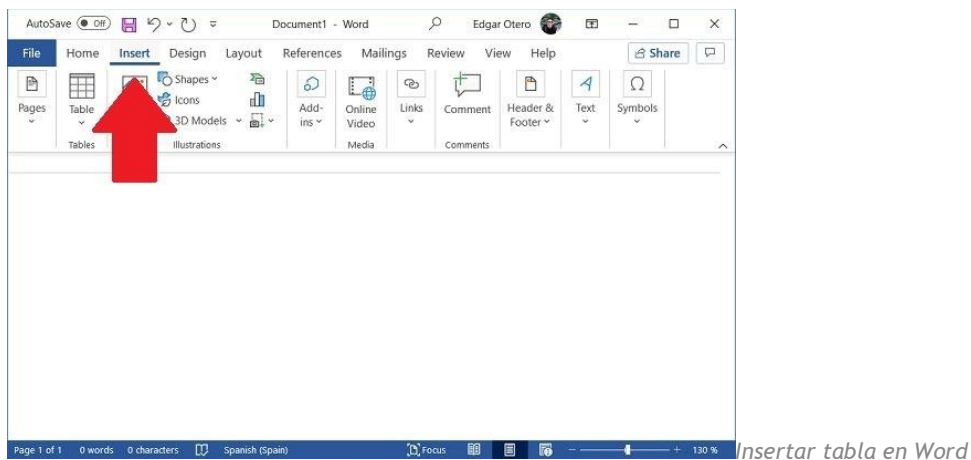 AutoSave Off Document1 - Word Edgar Otero
File Home Insert Design Layout References Mailings Review View Help Share
Shapes
Icons
3D Models
Pages Table Add-ins Online Video Links Comment Header & Footer Text Symbols
Tables Illustrations Media Comments
Page 1 of 1 0 words 0 characters Spanish (Spain) Focus 130 %
Insertar tabla en Word